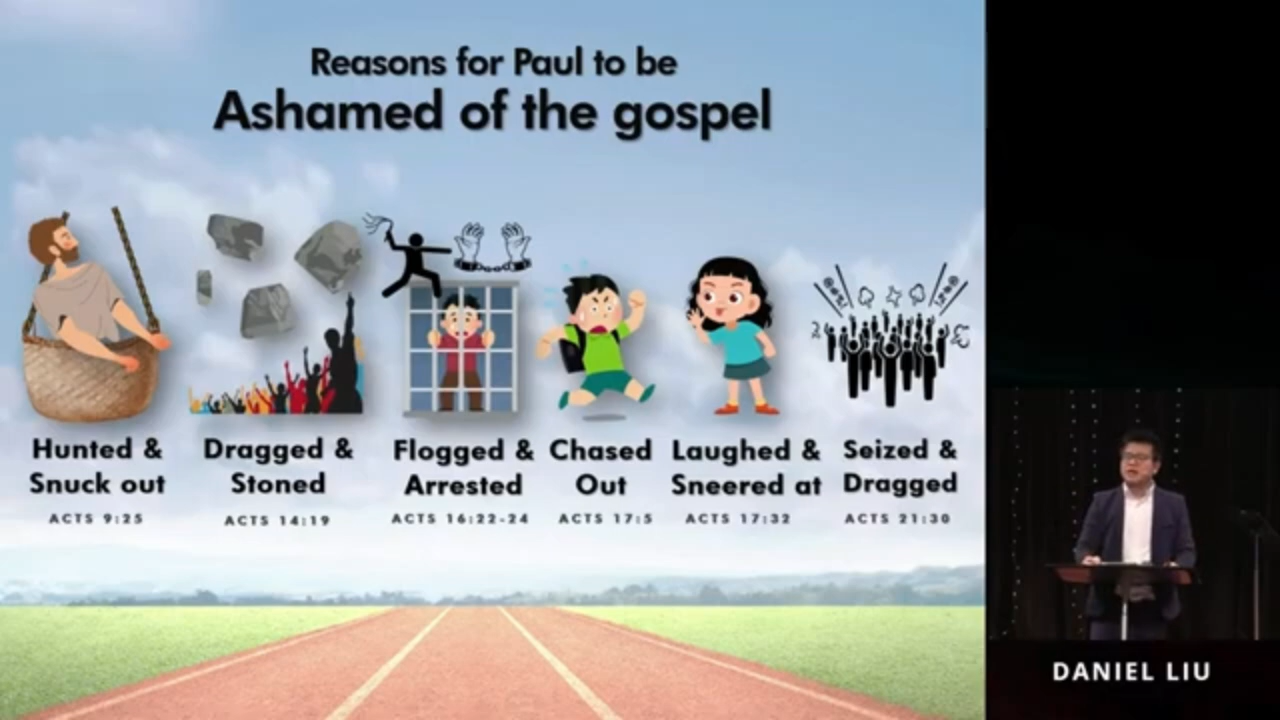 Reasons for Paul to be
Ashamed of the gospel
Hunted &
Snuck out
ACTS 9:25
Dragged &
Stoned
ACTS 14:19
Flogged &
Arrested
ACTS 16:22-24
Chased
Out
ACTS 17:5
Laughed &
Sneered at
ACTS 17:32
Seized &
Dragged
ACTS 21:30
DANIEL LIU